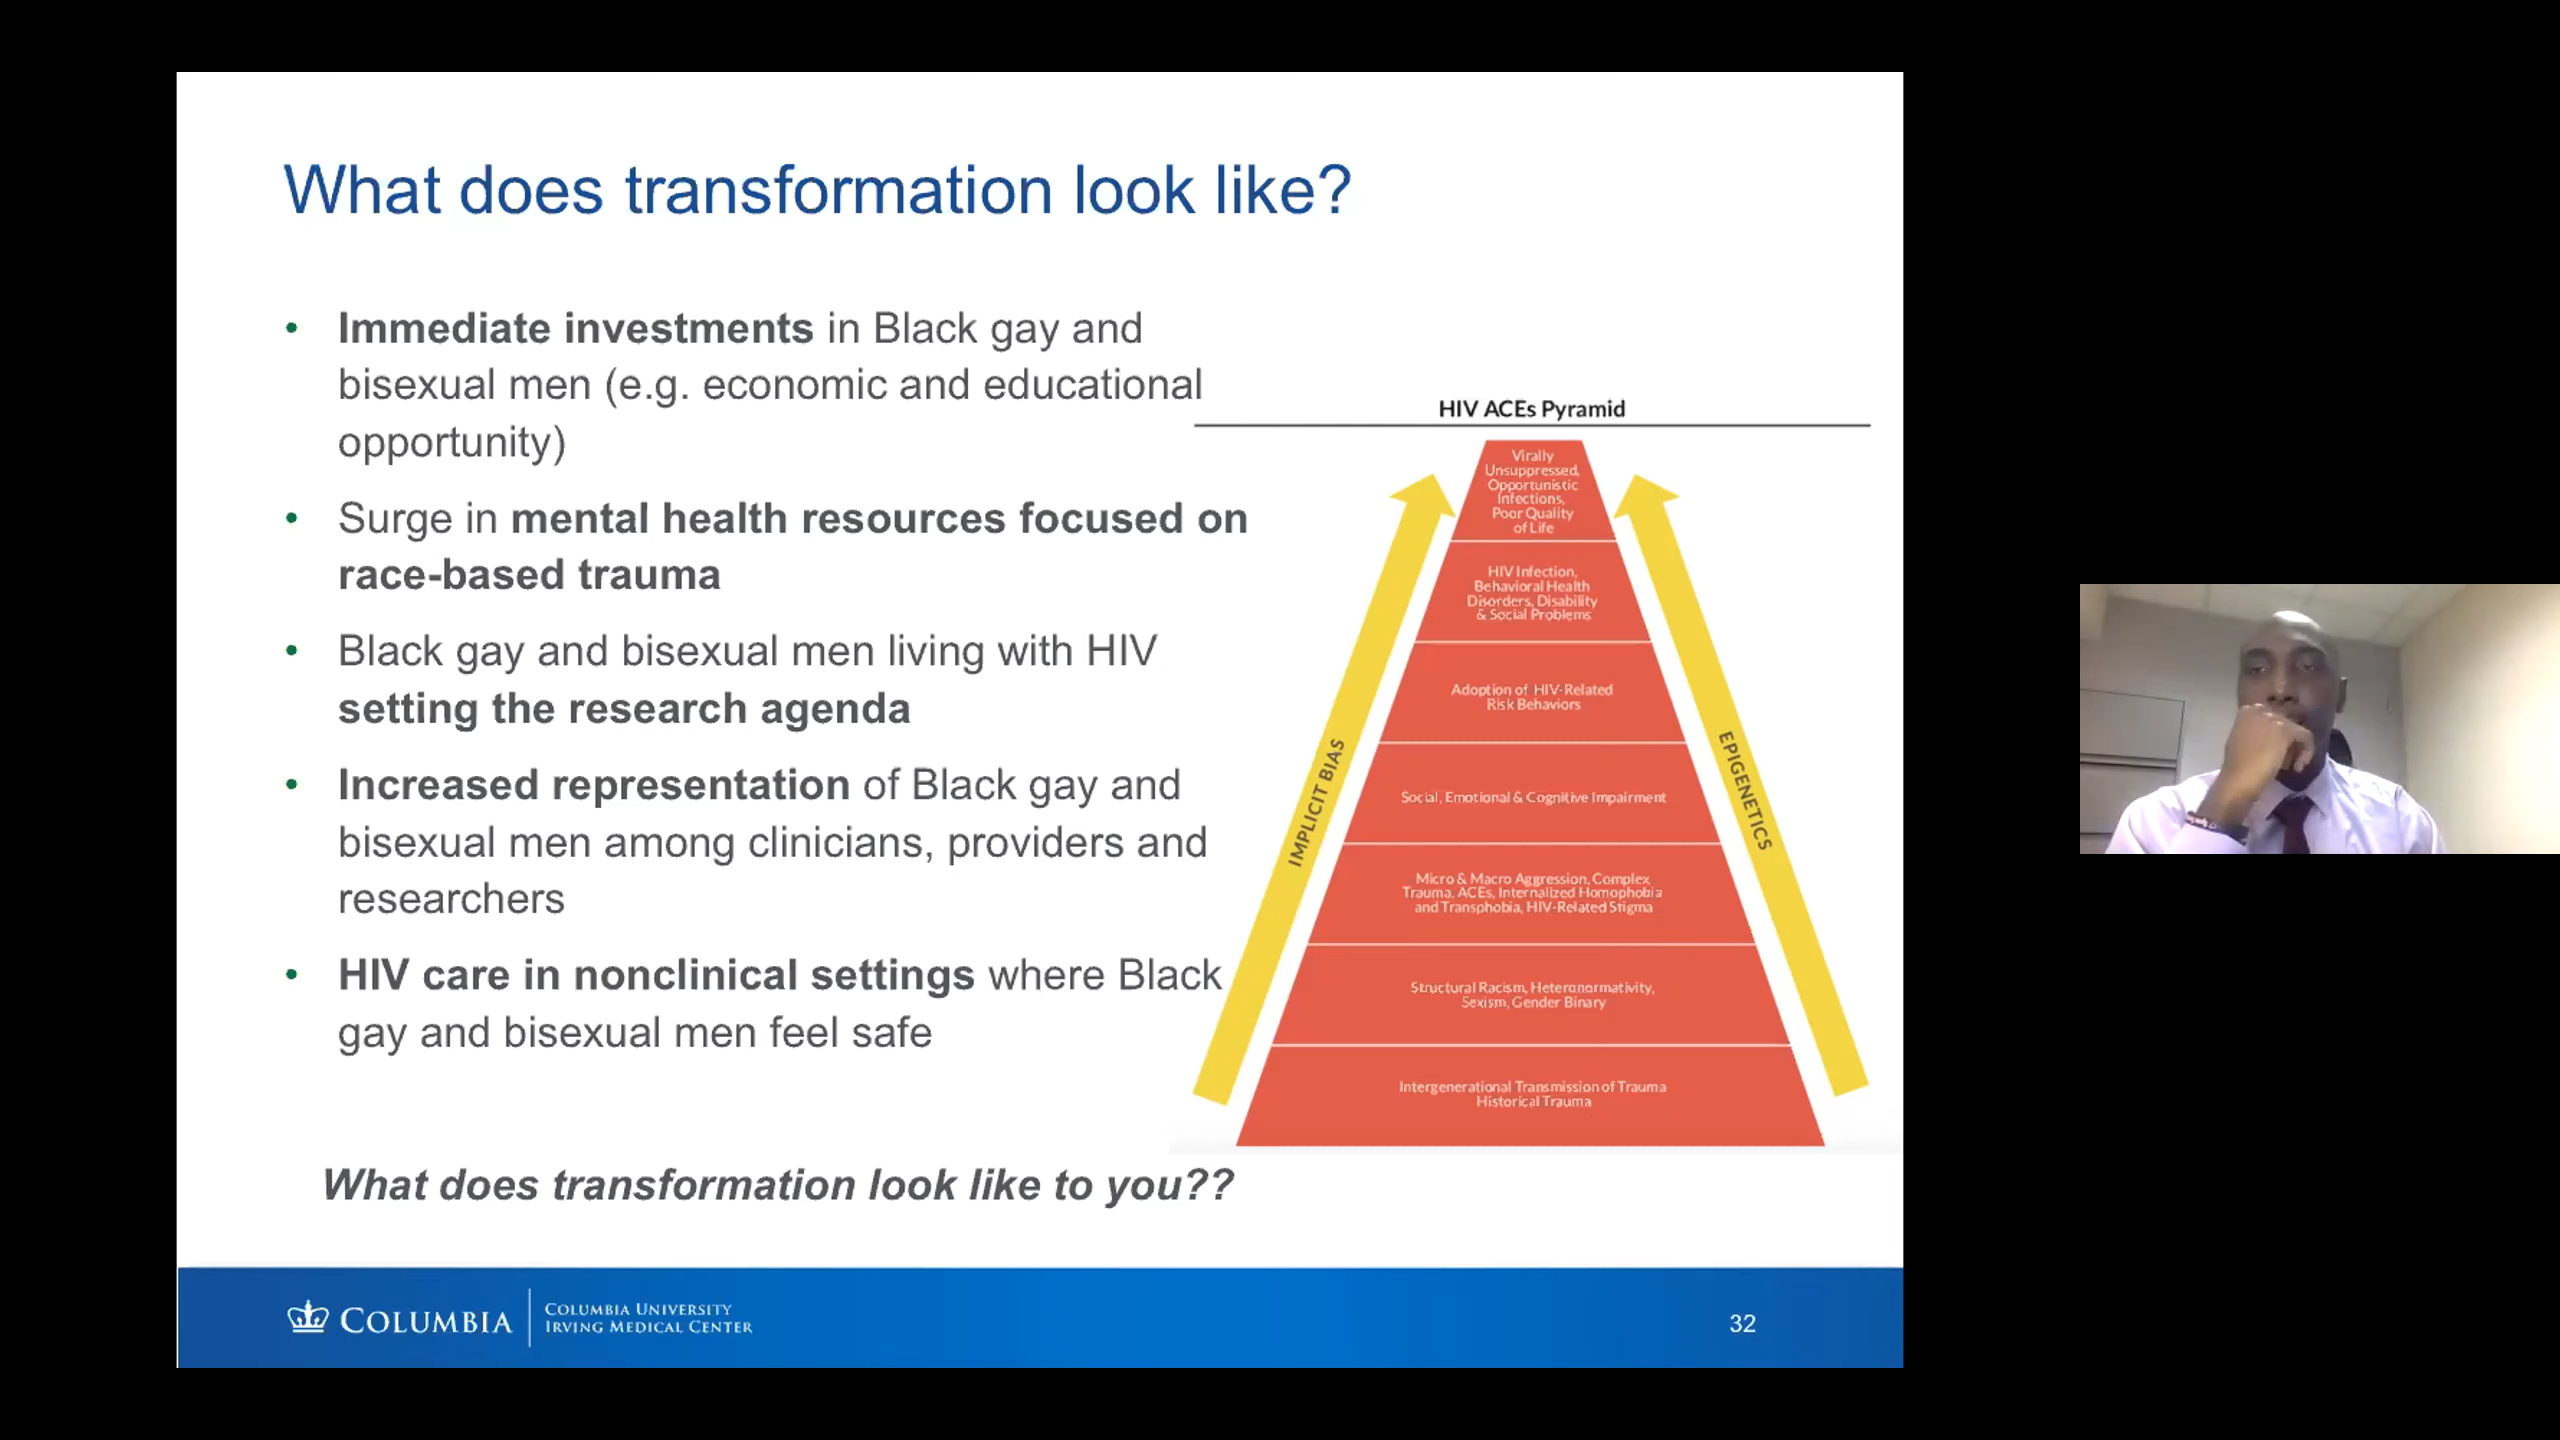 What does transformation look like?
• Immediate investments in Black gay and
bisexual men (e.g. economic and educational
opportunity)
• Surge in mental health resources focused on
race-based trauma
• Black gay and bisexual men living with HIV
setting the research agenda
• Increased representation of Black gay and
bisexual men among clinicians, providers and
researchers
• HIV care in nonclinical settings where Black
gay and bisexual men feel safe
What does transformation look like to you??
HIV ACEs Pyramid
Virally
Unsuppressed,
Opportunistic
Infections,
Poor Quality
of Life
HIV Infection,
Behavioral Health
Disorders, Disability
& Social Problems
Adoption of HIV-Related
Risk Behaviors
Social, Emotional & Cognitive Impairment
Micro & Macro Aggression, Complex
Trauma, ACEs, Internalized Homophobia
and Transphobia, HIV-Related Stigma
Structural Racism, Heteronormativity,
Sexism, Gender Binary
Intergenerational Transmission of Trauma
Historical Trauma
IMPLICIT BIAS
EPIGENETICS
COLUMBIA
COLUMBIA UNIVERSITY
IRVING MEDICAL CENTER
32